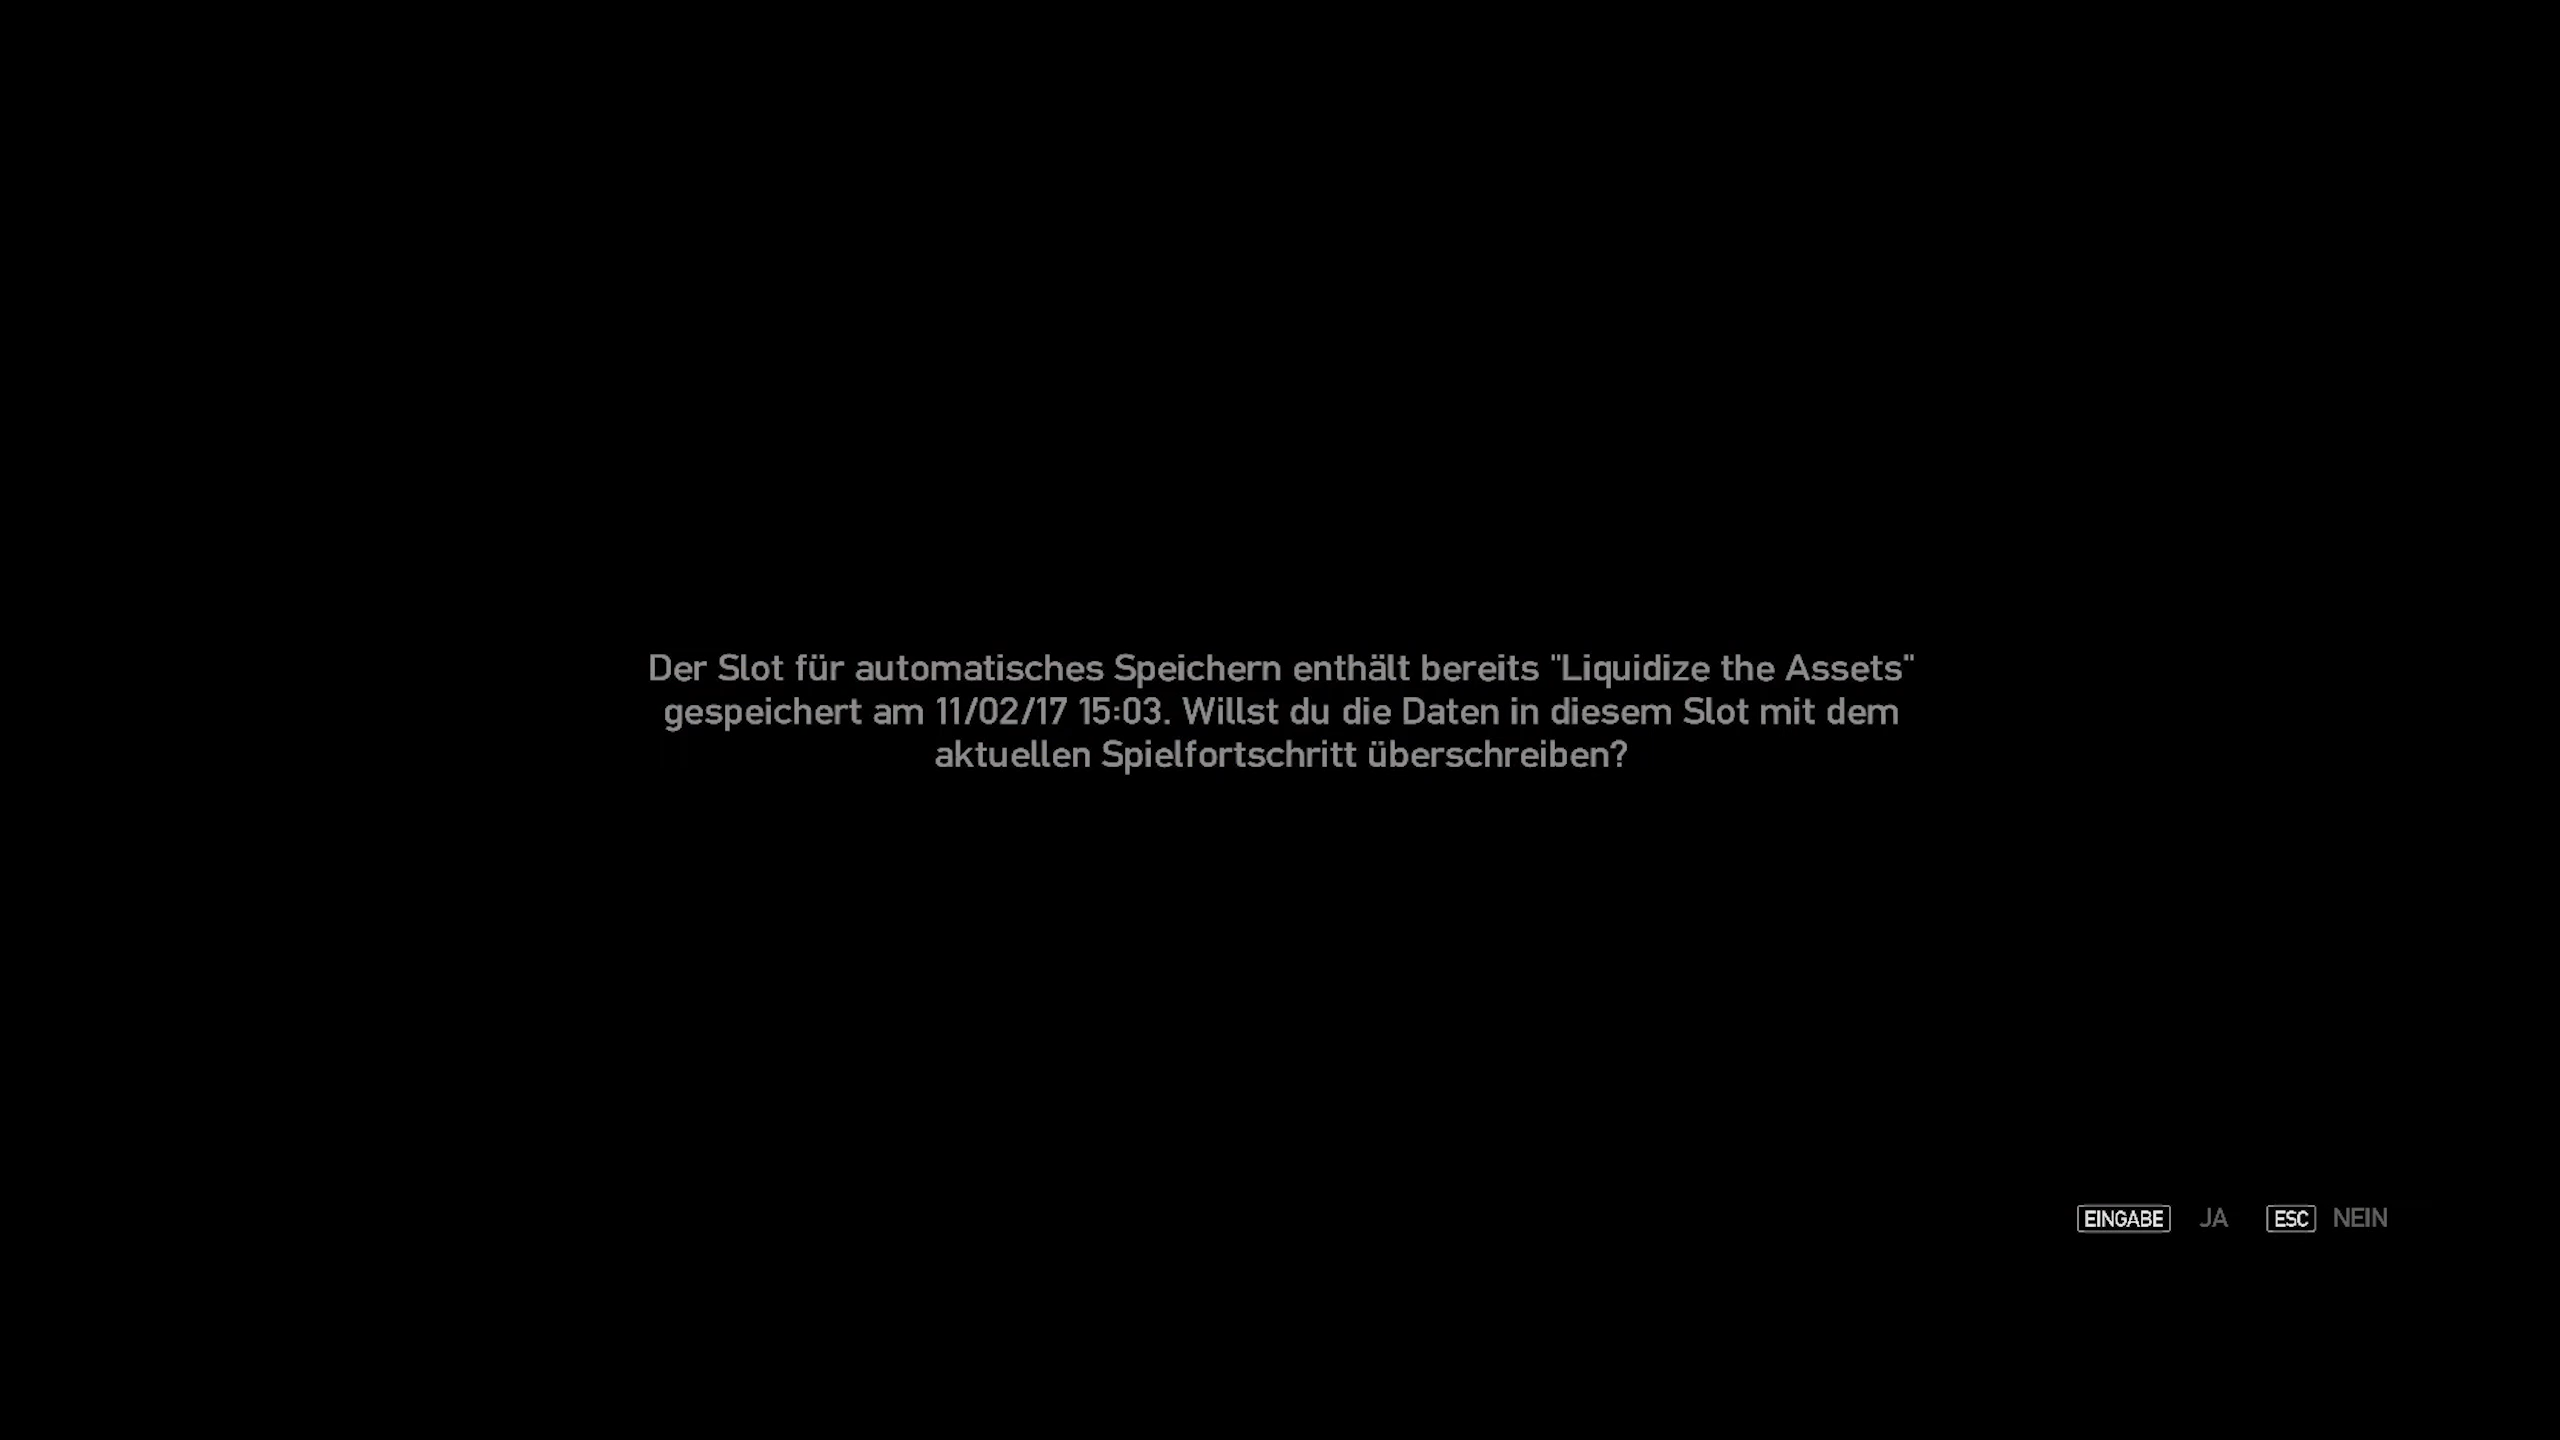 Der Slot für automatisches Speichern enthält bereits "Liquidize the Assets"
gespeichert am 11/02/17 15:03. Willst du die Daten in diesem Slot mit dem
aktuellen Spielfortschritt überschreiben?
EINGABE JA ESC NEIN